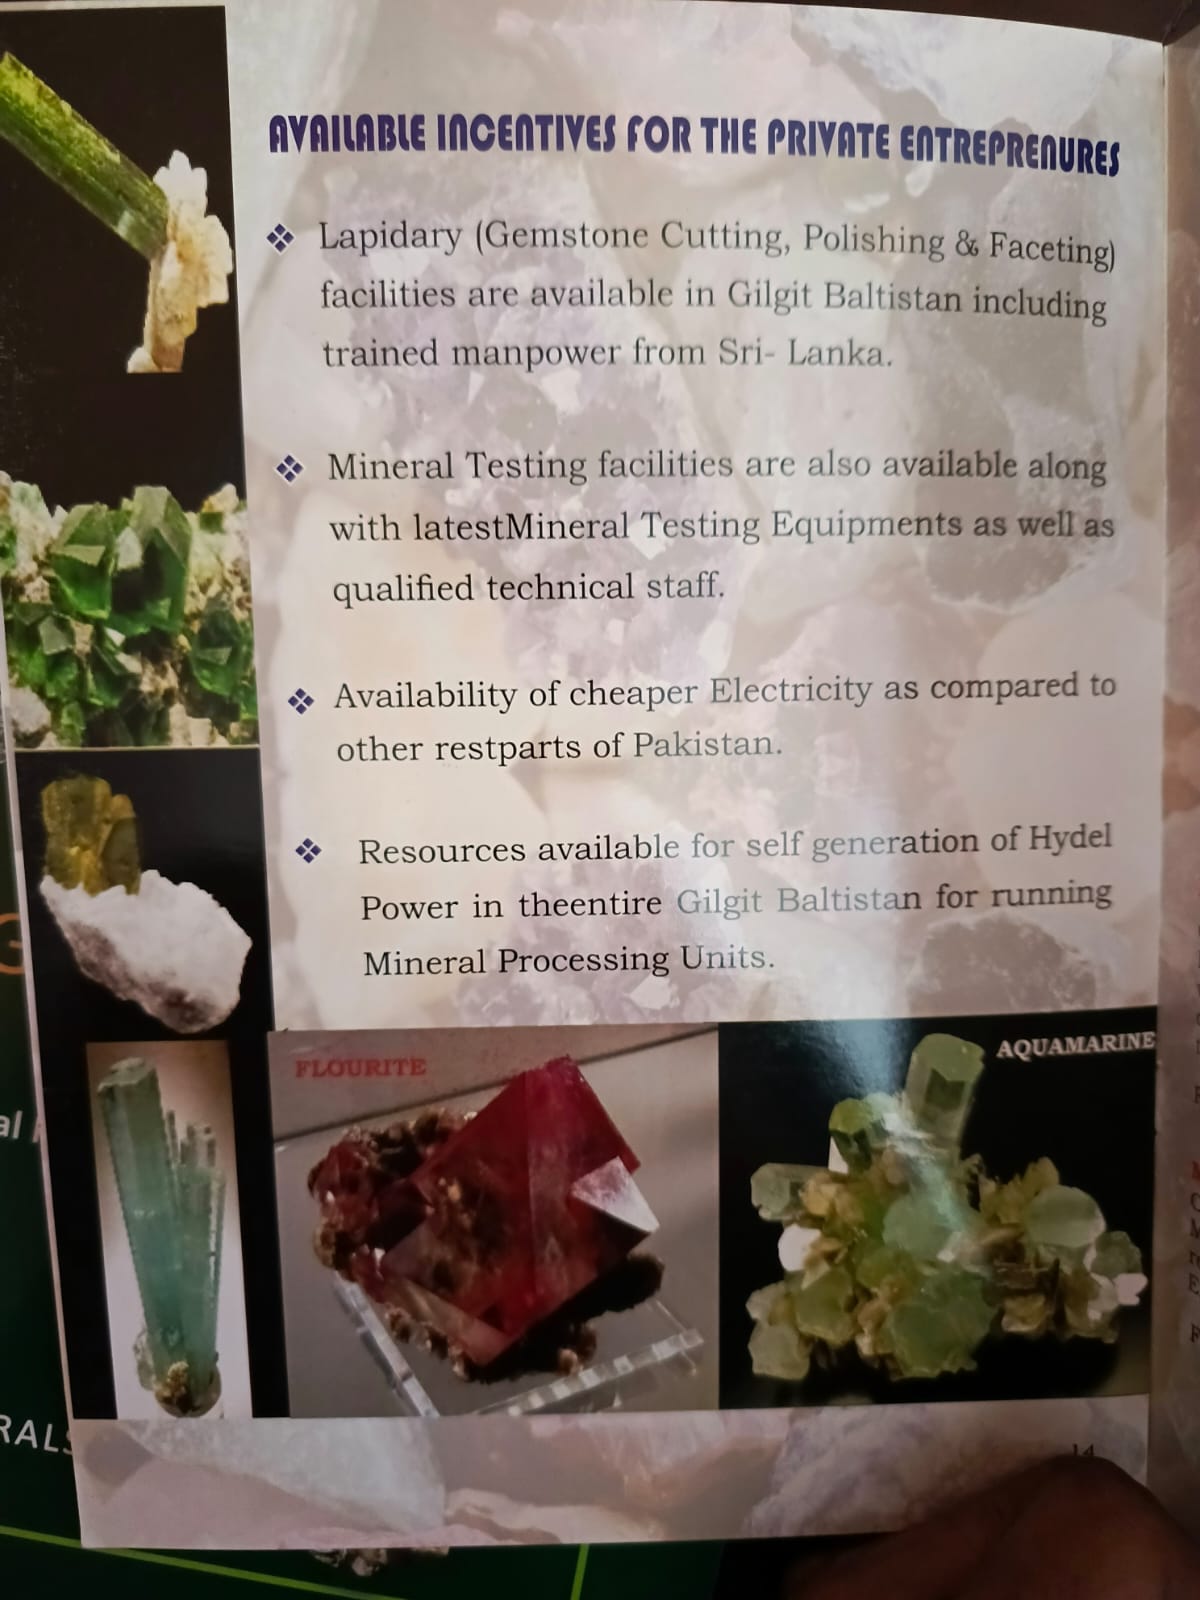 AVAILABLE INCENTIVES FOR THE PRIVATE ENTREPRENURES
❖ Lapidary (Gemstone Cutting, Polishing & Faceting)
facilities are available in Gilgit Baltistan including
trained manpower from Sri- Lanka.
❖ Mineral Testing facilities are also available along
with latestMineral Testing Equipments as well as
qualified technical staff.
❖ Availability of cheaper Electricity as compared to
other restparts of Pakistan.
❖ Resources available for self generation of Hydel
Power in theentire Gilgit Baltistan for running
Mineral Processing Units.
FLOURITE
AQUAMARINE
14